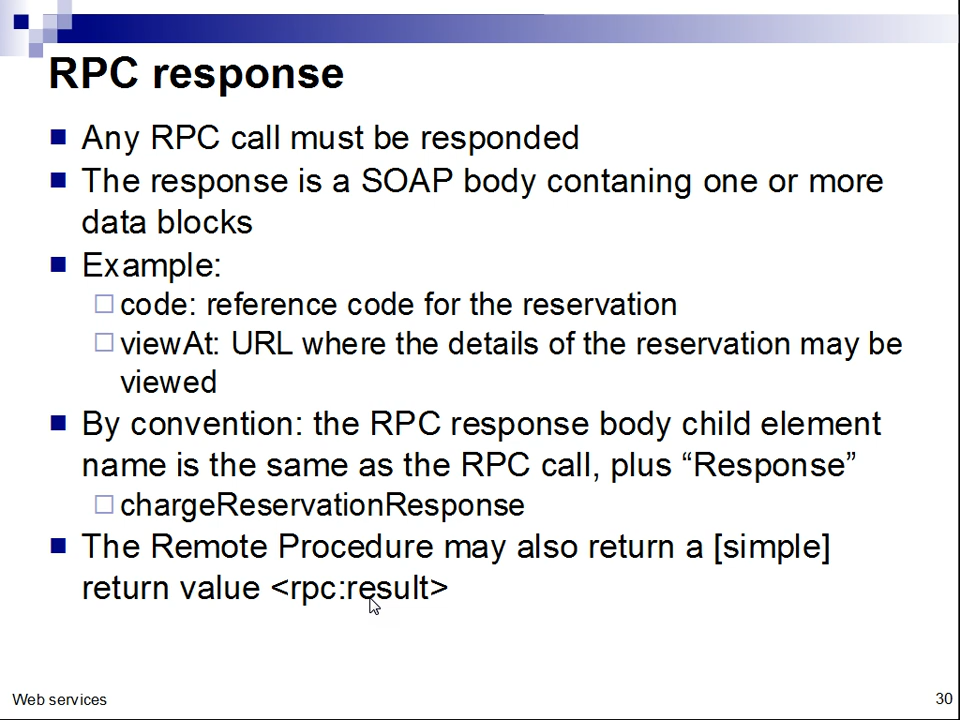 RPC response
Any RPC call must be responded
The response is a SOAP body contaning one or more
data blocks
Example:
code: reference code for the reservation
viewAt: URL where the details of the reservation may be
viewed
By convention: the RPC response body child element
name is the same as the RPC call, plus “Response”
chargeReservationResponse
The Remote Procedure may also return a [simple]
return value <rpc:result>
Web services
30